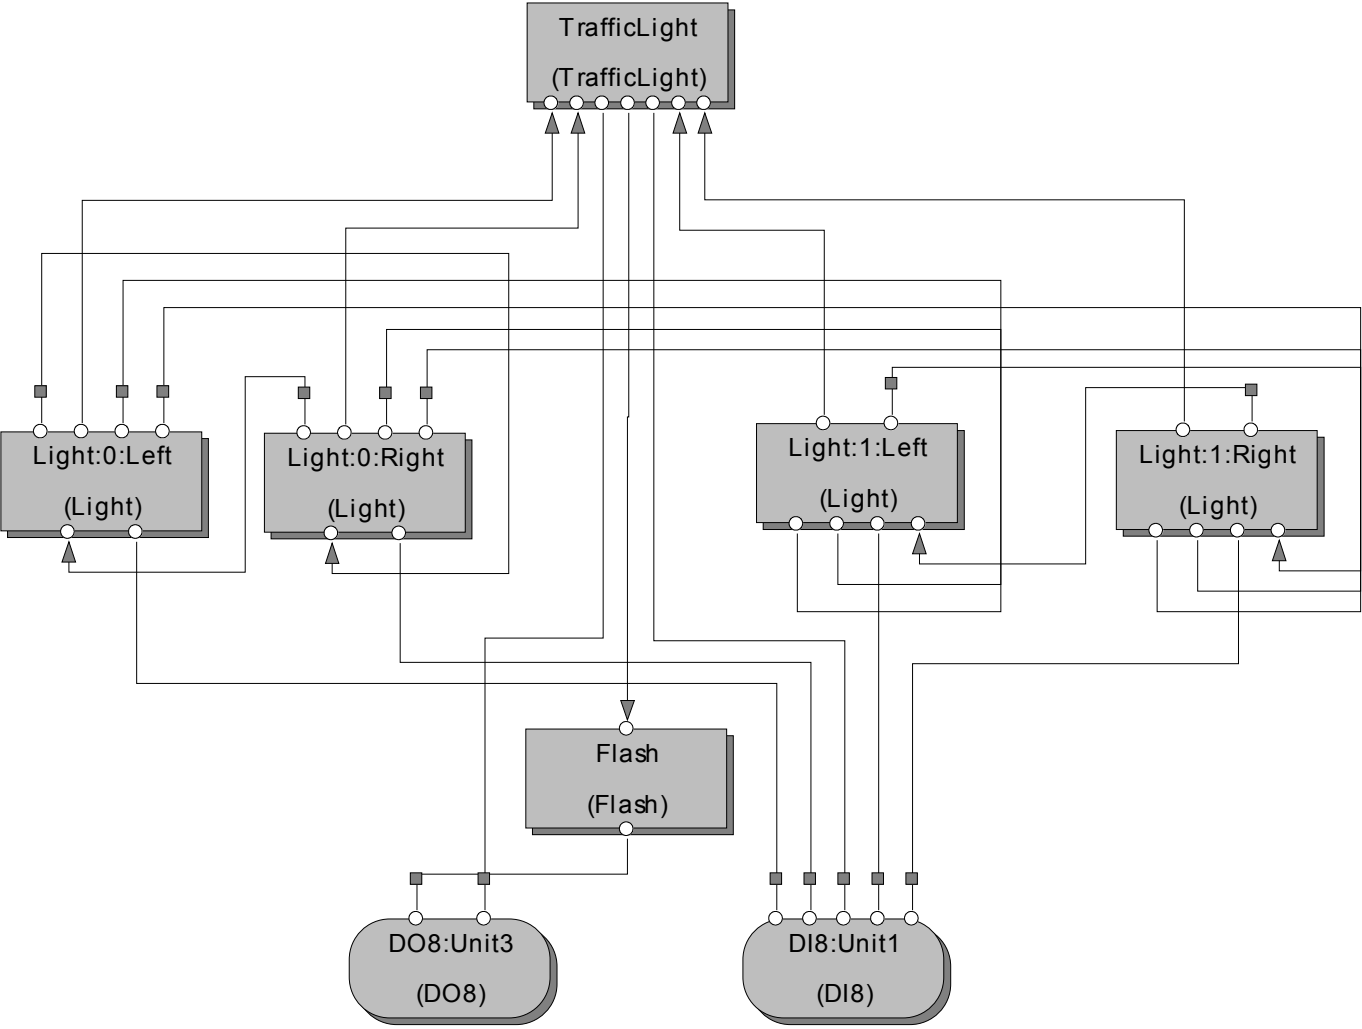 TrafficLight
(TrafficLight)
Light:0:Left
(Light)
Light:0:Right
(Light)
Light:1:Left
(Light)
Light:1:Right
(Light)
Flash
(Flash)
DO8:Unit3
(DO8)
DI8:Unit1
(DI8)